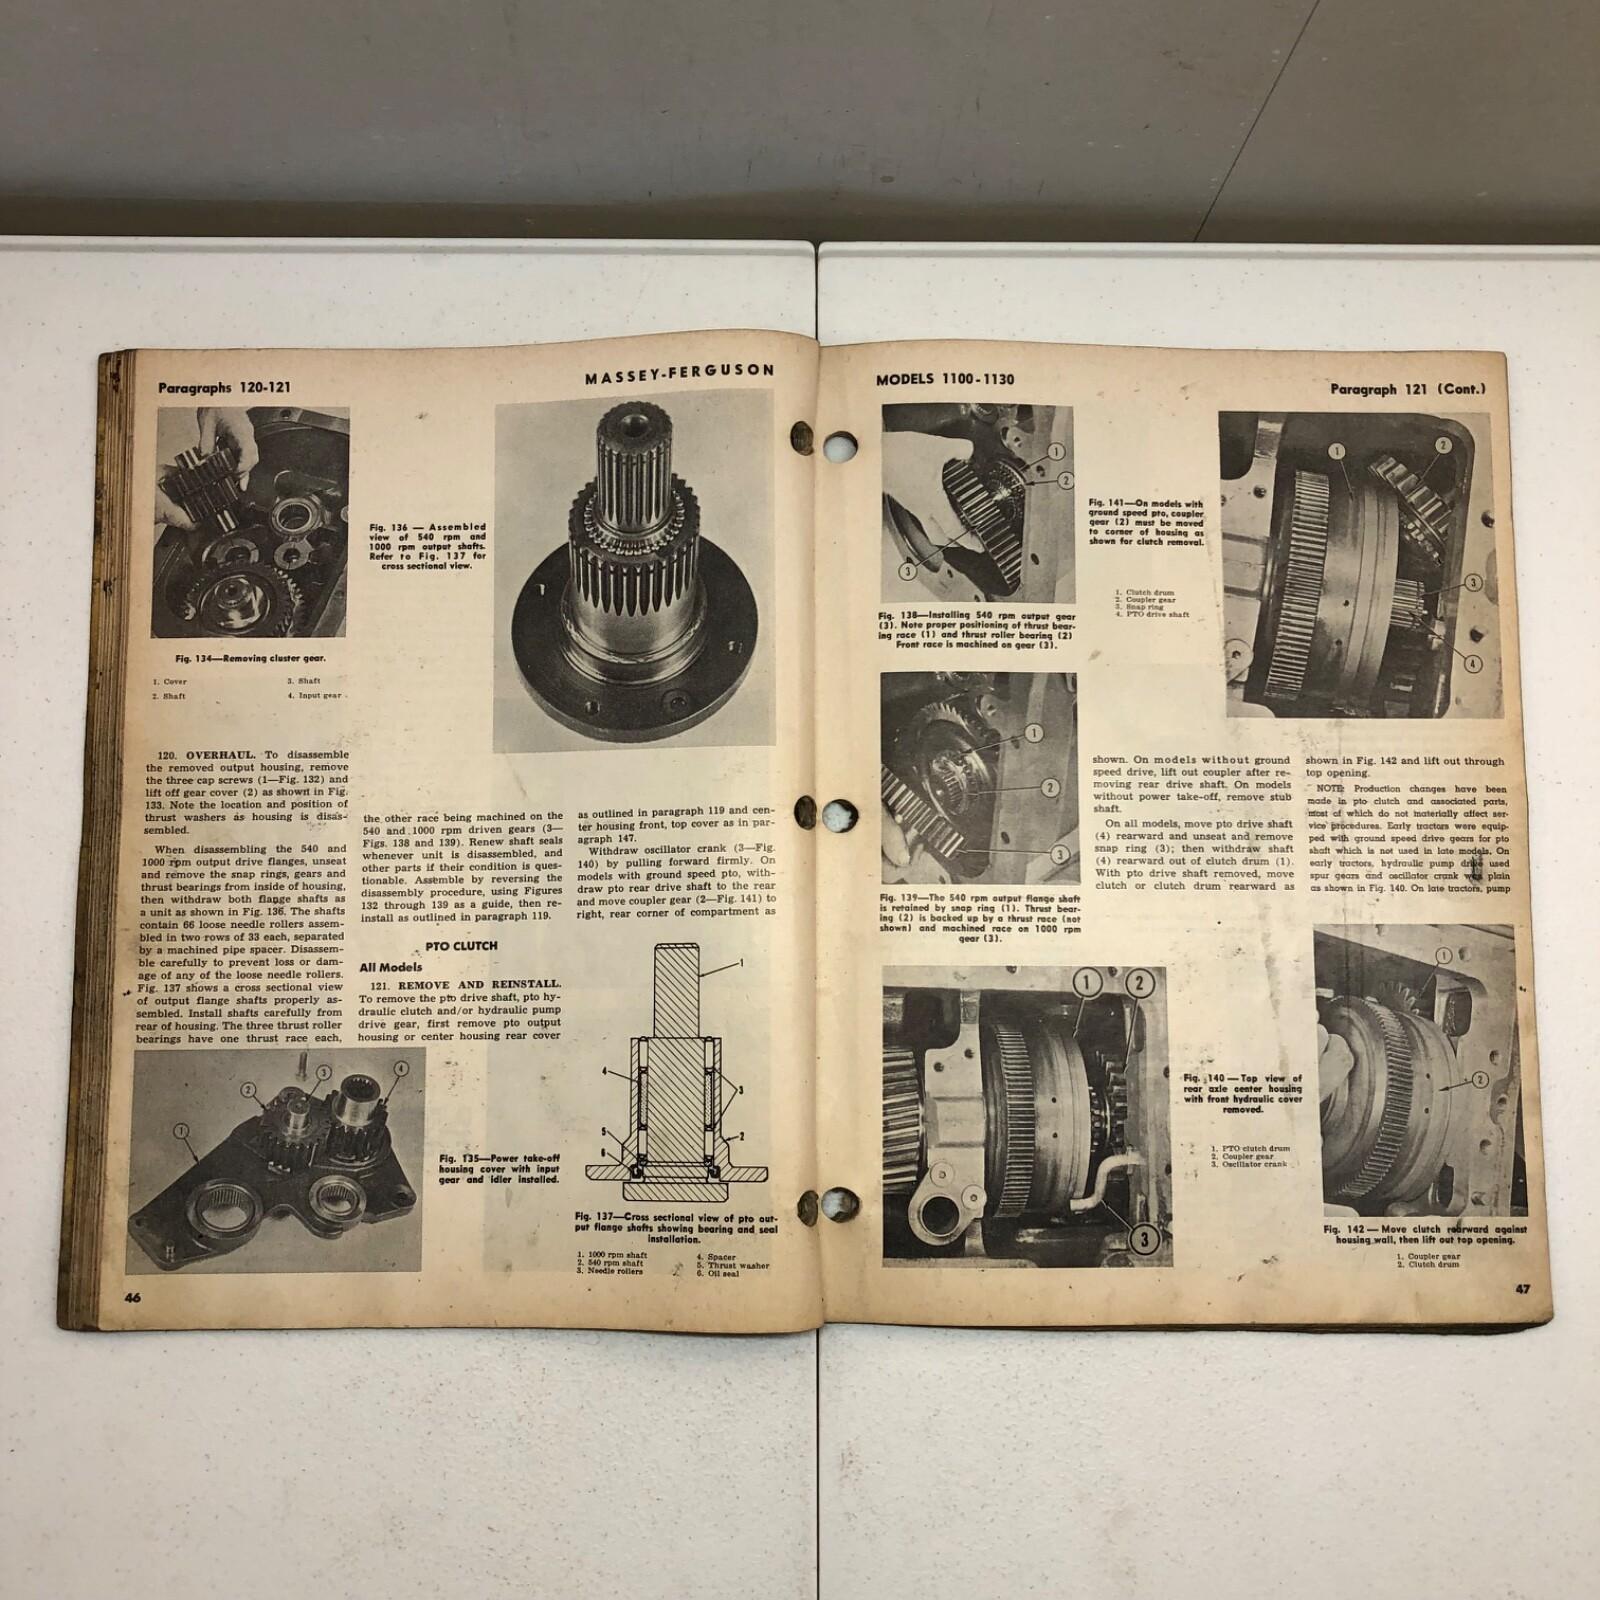 Paragraphs 120-121
MASSEY-FERGUSON
Fig. 134—Removing cluster gear.
1. Cover
2. Shaft
3. Shaft
4. Input gear
Fig. 136 — Assembled
view of 540 rpm and
1000 rpm output shafts.
Refer to Fig. 137 for
cross sectional view.
120. OVERHAUL. To disassemble
the removed output housing, remove
the three cap screws (1—Fig. 132) and
lift off gear cover (2) as shown in Fig.
133. Note the location and position of
thrust washers as housing is disas-
sembled.
When disassembling the 540 and
1000 rpm output drive flanges, unseat
and remove the snap rings, gears and
thrust bearings from inside of housing,
then withdraw both flange shafts as
a unit as shown in Fig. 136. The shafts
contain 66 loose needle rollers assem-
bled in two rows of 33 each, separated
by a machined pipe spacer. Disassem-
ble carefully to prevent loss or dam-
age of any of the loose needle rollers.
Fig. 137 shows a cross sectional view
of output flange shafts properly as-
sembled. Install shafts carefully from
rear of housing. The three thrust roller
bearings have one thrust race each,
2
3
4
1
Fig. 135—Power take-off
housing cover with input
gear and idler installed.
46
the other race being machined on the
540 and 1000 rpm driven gears (3—
Figs. 138 and 139). Renew shaft seals
whenever unit is disassembled, and
other parts if their condition is ques-
tionable. Assemble by reversing the
disassembly procedure, using Figures
132 through 139 as a guide, then re-
install as outlined in paragraph 119.
PTO CLUTCH
All Models
121. REMOVE AND REINSTALL.
To remove the pto drive shaft, pto hy-
draulic clutch and/or hydraulic pump
drive gear, first remove pto output
housing or center housing rear cover
as outlined in paragraph 119 and cen-
ter housing front, top cover as in par-
agraph 147.
Withdraw oscillator crank (3—Fig.
140) by pulling forward firmly. On
models with ground speed pto, with-
draw pto rear drive shaft to the rear
and move coupler gear (2—Fig. 141) to
right, rear corner of compartment as
1
4
3
5
2
6
Fig. 137—Cross sectional view of pto out-
put flange shafts showing bearing and seal
installation.
1. 1000 rpm shaft
2. 540 rpm shaft
3. Needle rollers
4. Spacer
5. Thrust washer
6. Oil seal
MODELS 1100-1130
Paragraph 121 (Cont.)
1
2
3
Fig. 138—Installing 540 rpm output gear
(3). Note proper positioning of thrust bear-
ing race (1) and thrust roller bearing (2)
Front race is machined on gear (3).
1
2
3
Fig. 139—The 540 rpm output flange shaft
is retained by snap ring (1). Thrust bear-
ing (2) is backed up by a thrust race (not
shown) and machined race on 1000 rpm
gear (3).
1
2
3
Fig. 140 — Top view of
rear axle center housing
with front hydraulic cover
removed.
1. PTO clutch drum
2. Coupler gear
3. Oscillator crank
Fig. 141—On models with
ground speed pto, coupler
gear (2) must be moved
to corner of housing as
shown for clutch removal.
1. Clutch drum
2. Coupler gear
3. Snap ring
4. PTO drive shaft
1
2
3
4
shown. On models without ground
speed drive, lift out coupler after re-
moving rear drive shaft. On models
without power take-off, remove stub
shaft.
On all models, move pto drive shaft
(4) rearward and unseat and remove
snap ring (3); then withdraw shaft
(4) rearward out of clutch drum (1).
With pto drive shaft removed, move
clutch or clutch drum rearward as
shown in Fig. 142 and lift out through
top opening.
NOTE: Production changes have been
made in pto clutch and associated parts,
most of which do not materially affect ser-
vice procedures. Early tractors were equip-
ped with ground speed drive gears for pto
shaft which is not used in late models. On
early tractors, hydraulic pump drive used
spur gears and oscillator crank was plain
as shown in Fig. 140. On late tractors, pump
1
2
Fig. 142 — Move clutch rearward against
housing wall, then lift out top opening.
1. Coupler gear
2. Clutch drum
47